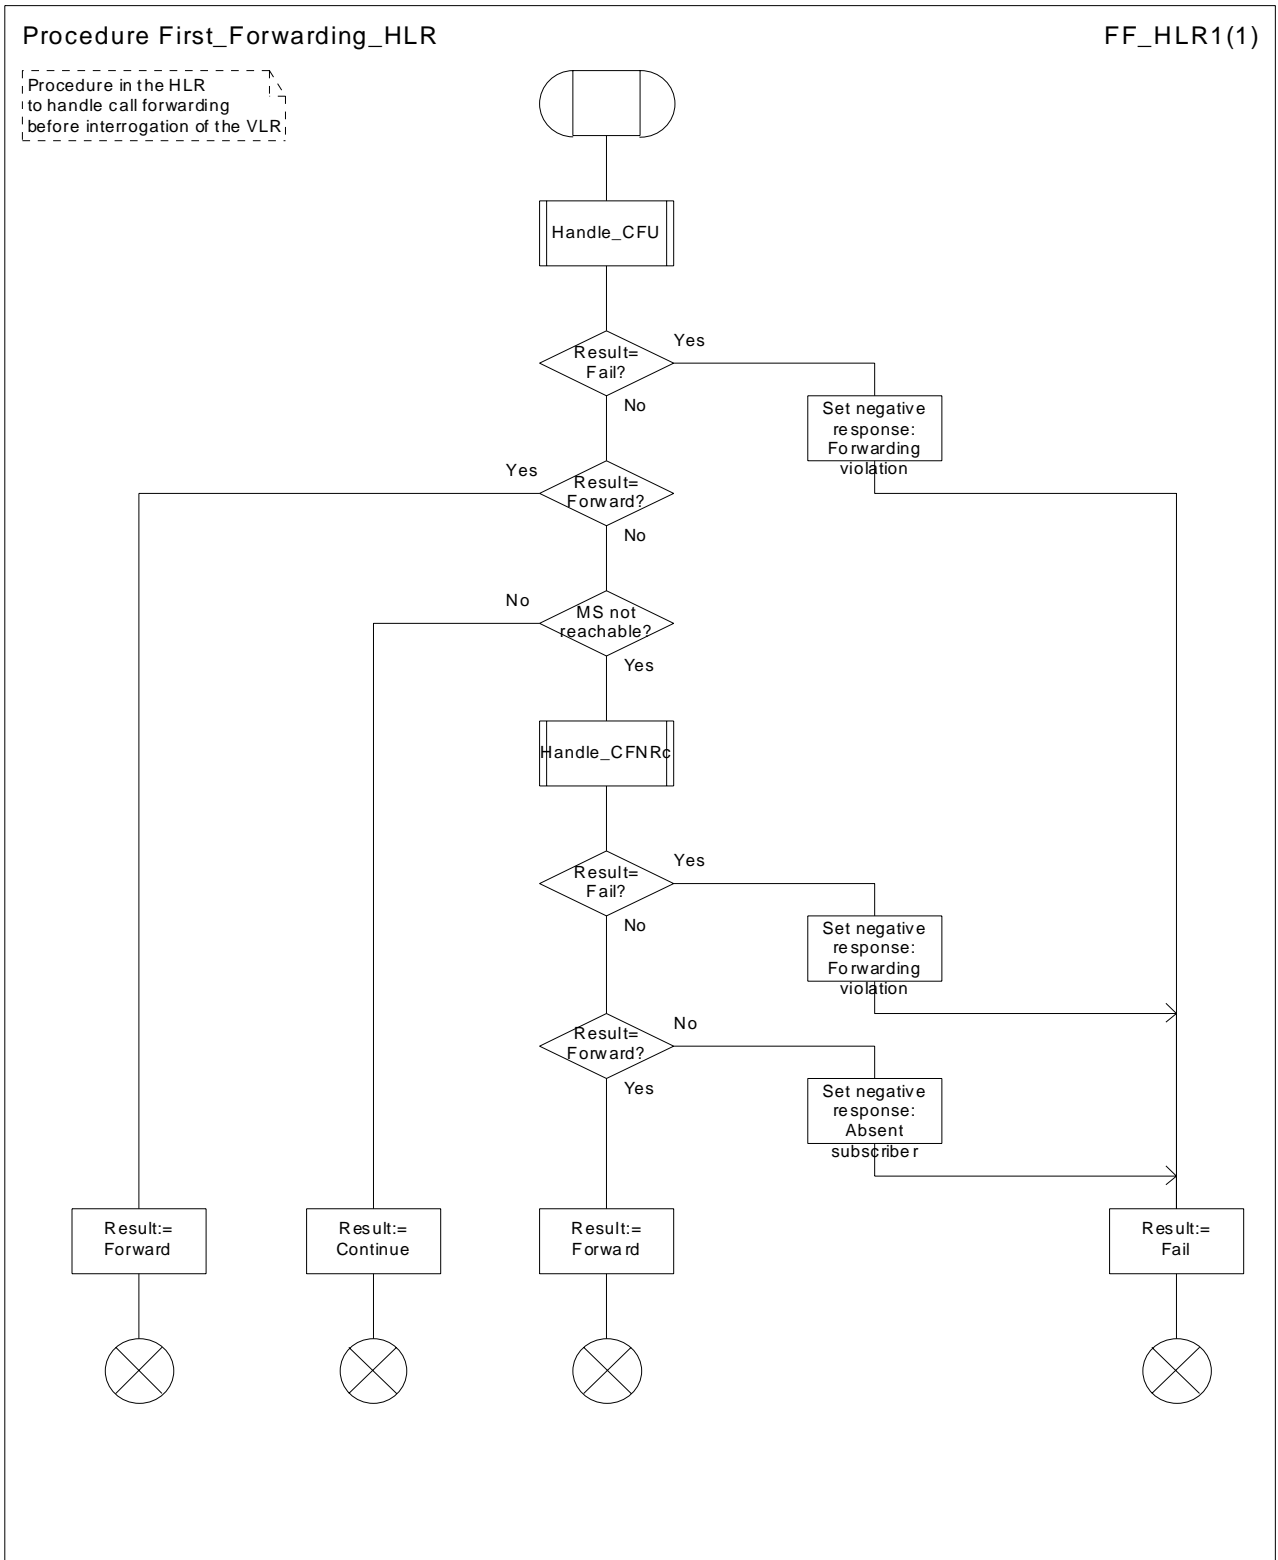 Procedure First_Forwarding_HLR
FF_HLR1(1)
Procedure in the HLR
to handle call forwarding
before interrogation of the VLR
Handle_CFU
Result=
Fail?
Yes
No
Set negative
response:
Forwarding
violation
Yes
Result=
Forward?
No
No
MS not
reachable?
Yes
Handle_CFNRc
Result=
Fail?
Yes
No
Set negative
response:
Forwarding
violation
Result=
Forward?
No
Yes
Set negative
response:
Absent
subscriber
Result:=
Forward
Result:=
Continue
Result:=
Forward
Result:=
Fail